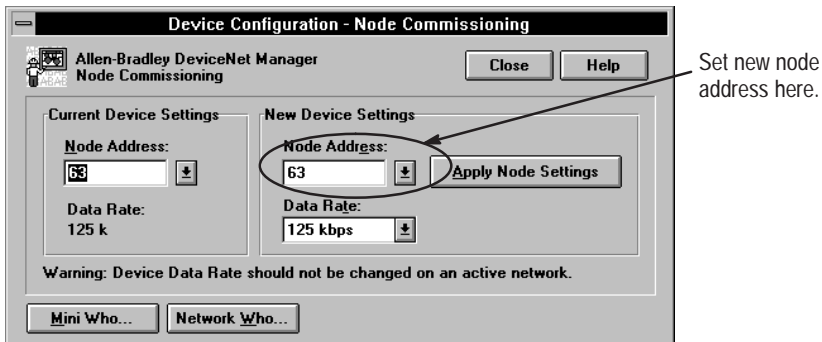 Device Configuration - Node Commissioning
Allen-Bradley DeviceNet Manager
Node Commissioning
Close
Help
Set new node
address here.
Current Device Settings
New Device Settings
Node Address:
63
Node Address:
63
Apply Node Settings
Data Rate:
125 k
Data Rate:
125 kbps
Warning: Device Data Rate should not be changed on an active network.
Mini Who...
Network Who...